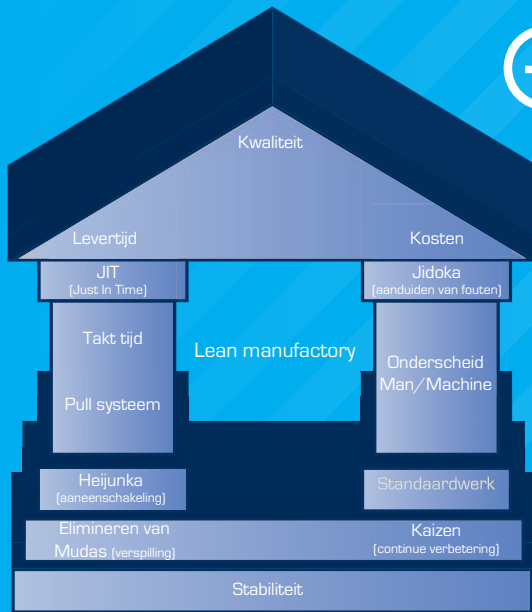 Kwaliteit
Levertijd
Kosten
JIT
(Just In Time)
Jidoka
(aanduiden van fouten)
Takt tijd
Pull systeem
Lean manufactory
Onderscheid
Man/Machine
Heijunka
(aaneenschakeling)
Standaardwerk
Elimineren van
Mudas (verspilling)
Kaizen
(continue verbetering)
Stabiliteit